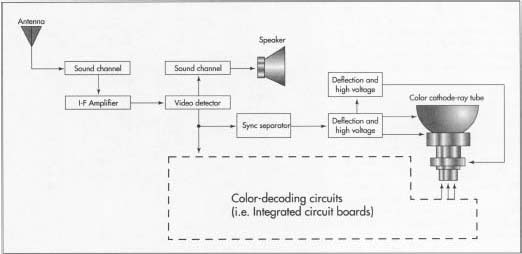 Antenna
Speaker
Sound channel
Sound channel
Deflection and
high voltage
Color cathode-ray tube
I-F Amplifier
Video detector
Sync separator
Deflection and
high voltage
Color-decoding circuits
(i.e. Integrated circuit boards)